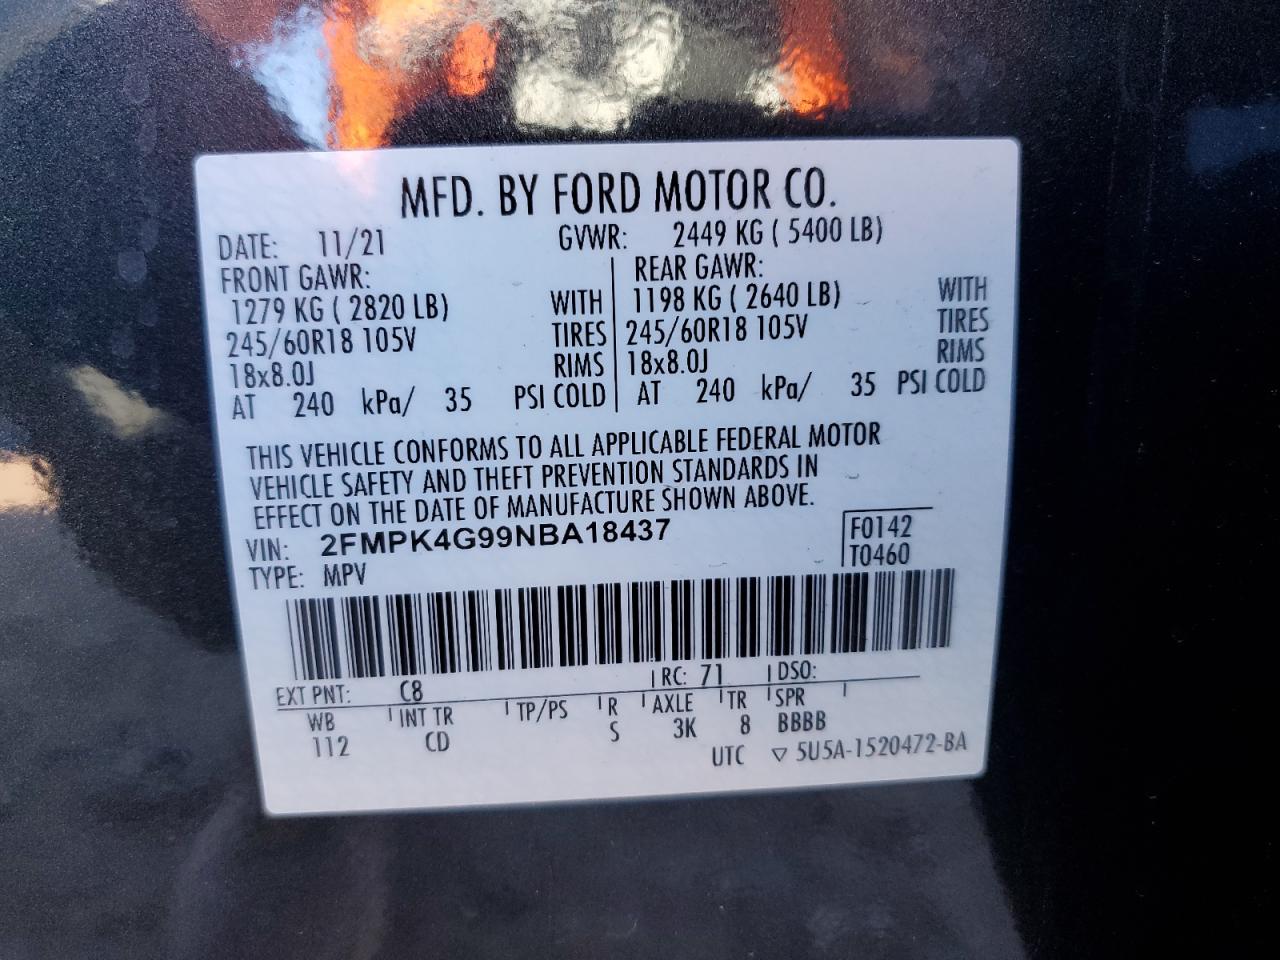 MFD. BY FORD MOTOR CO.
DATE: 11/21 GVWR: 2449 KG ( 5400 LB)
FRONT GAWR: REAR GAWR:
1279 KG ( 2820 LB) WITH 1198 KG ( 2640 LB) WITH
245/60R18 105V TIRES 245/60R18 105V TIRES
18x8.0J RIMS 18x8.0J RIMS
AT 240 kPa/ 35 PSI COLD AT 240 kPa/ 35 PSI COLD
THIS VEHICLE CONFORMS TO ALL APPLICABLE FEDERAL MOTOR
VEHICLE SAFETY AND THEFT PREVENTION STANDARDS IN
EFFECT ON THE DATE OF MANUFACTURE SHOWN ABOVE.
VIN: 2FMPK4G99NBA18437 F0142
TYPE: MPV T0460
EXT PNT: C8 RC: 71 DSO:
WB INT TR TP/PS R AXLE TR SPR
112 CD S 3K 8 BBBB
UTC ▽ 5U5A-1520472-BA